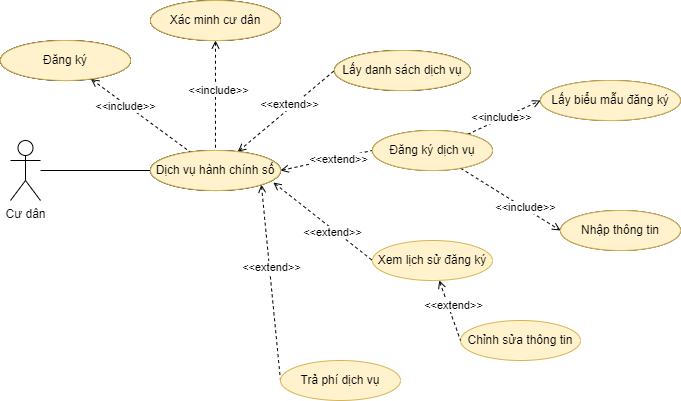 Xác minh cư dân
Đăng ký
Lấy danh sách dịch vụ
<<include>>
<<include>>
<<extend>>
Lấy biểu mẫu đăng ký
<<include>>
Đăng ký dịch vụ
<<extend>>
Dịch vụ hành chính số
Cư dân
<<include>>
Nhập thông tin
<<extend>>
Xem lịch sử đăng ký
<<extend>>
<<extend>>
Chỉnh sửa thông tin
Trả phí dịch vụ